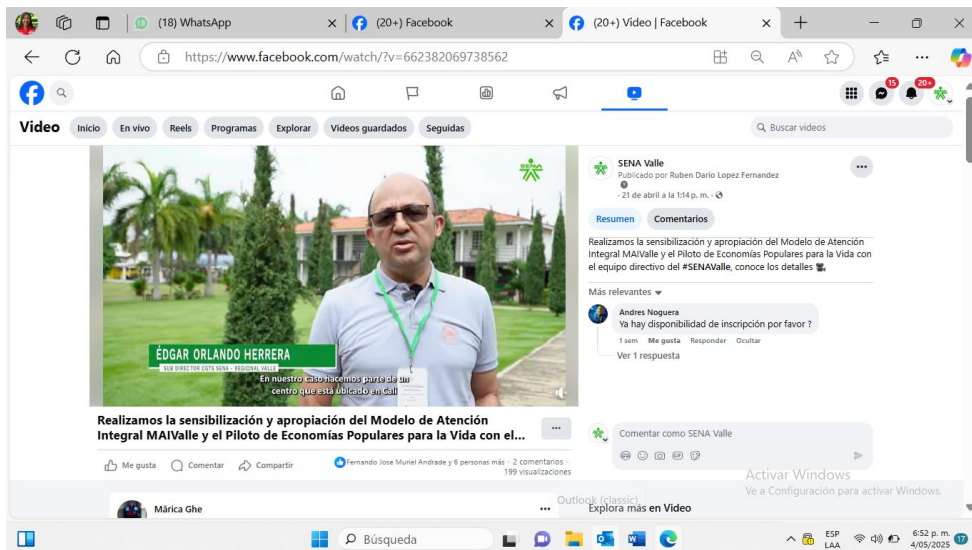 (18) WhatsApp
(20+) Facebook
(20+) Video | Facebook
https://www.facebook.com/watch/?v=662382069738562
15
20+
Video
Inicio
En vivo
Reels
Programas
Explorar
Videos guardados
Seguidas
Buscar videos
SENA
ÉDGAR ORLANDO HERRERA
SUB DIRECTOR CGTS SENA - REGIONAL VALLE
En nuestro caso hacemos parte de un
centro que está ubicado en Cali
Realizamos la sensibilización y apropiación del Modelo de Atención
Integral MAIValle y el Piloto de Economías Populares para la Vida con el...
Me gusta
Comentar
Compartir
Fernando Jose Muriel Andrade y 6 personas más · 2 comentarios ·
199 visualizaciones
Márica Ghe
SENA Valle
Publicado por Ruben Dario Lopez Fernandez
· 21 de abril a la 1:14 p. m. ·
Resumen
Comentarios
Realizamos la sensibilización y apropiación del Modelo de Atención
Integral MAIValle y el Piloto de Economías Populares para la Vida con
el equipo directivo del #SENAValle, conoce los detalles
Más relevantes
Andres Noguera
Ya hay disponibilidad de inscripción por favor ?
1 sem Me gusta Responder Ocultar
Ver 1 respuesta
Comentar como SENA Valle
GIF
Activar Windows
Ve a Configuración para activar Windows.
Outlook (classic)
Explora más en Video
Búsqueda
ESP
LAA
6:52 p. m.
4/05/2025
17